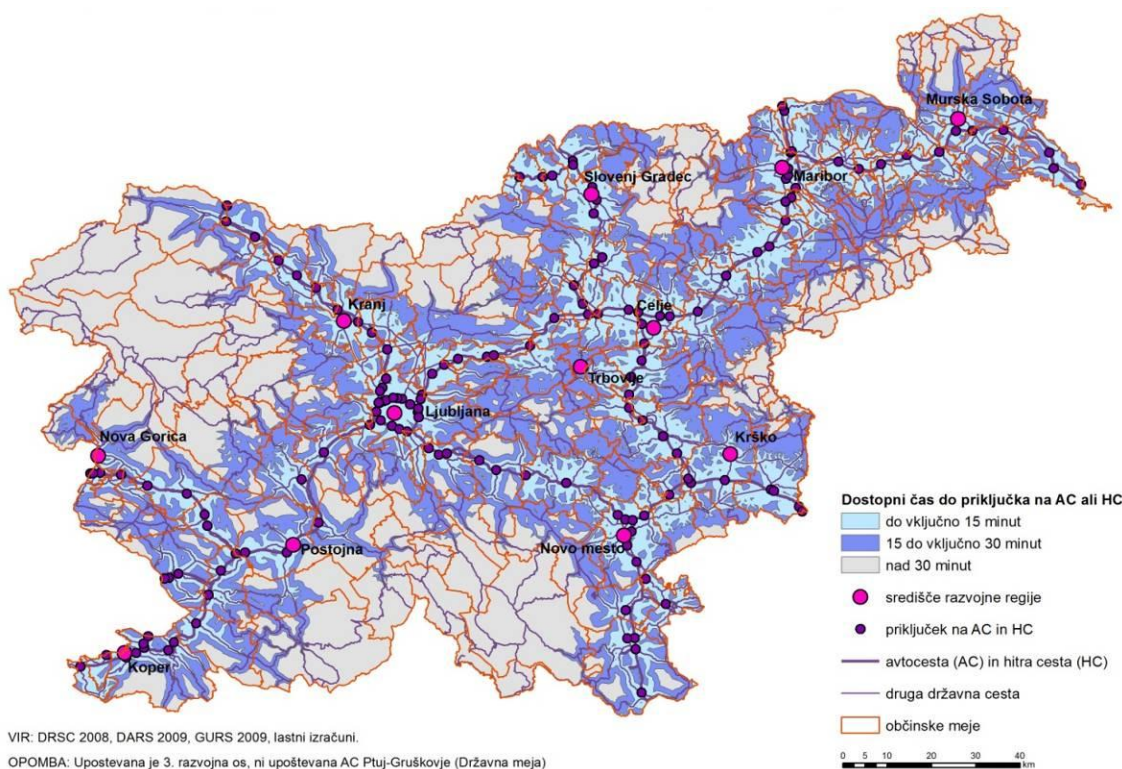 Murska Sobota
Slovenj Gradec
Maribor
Kranj
Celje
Trbovlje
Ljubljana
Nova Gorica
Krško
Postojna
Novo mesto
Koper
Dostopni čas do priključka na AC ali HC
do vključno 15 minut
15 do vključno 30 minut
nad 30 minut
središče razvojne regije
priključek na AC in HC
avtocesta (AC) in hitra cesta (HC)
druga državna cesta
občinske meje
0 5 10 20 30 40
km
VIR: DRSC 2008, DARS 2009, GURS 2009, lastni izračuni.
OPOMBA: Upostevana je 3. razvojna os, ni upoštevana AC Ptuj-Gruškovje (Državna meja)